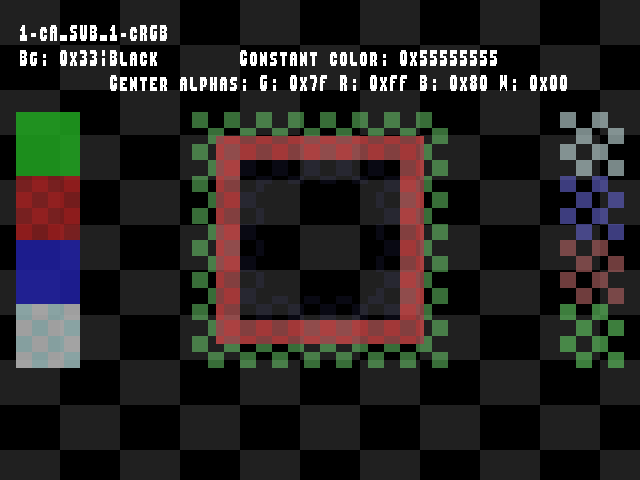 1-cA_SUB_1-cRGB
Bg: 0x33¦Black Constant color: 0x55555555
Center alphas: G: 0x7f R: 0xff B: 0x80 W: 0x00